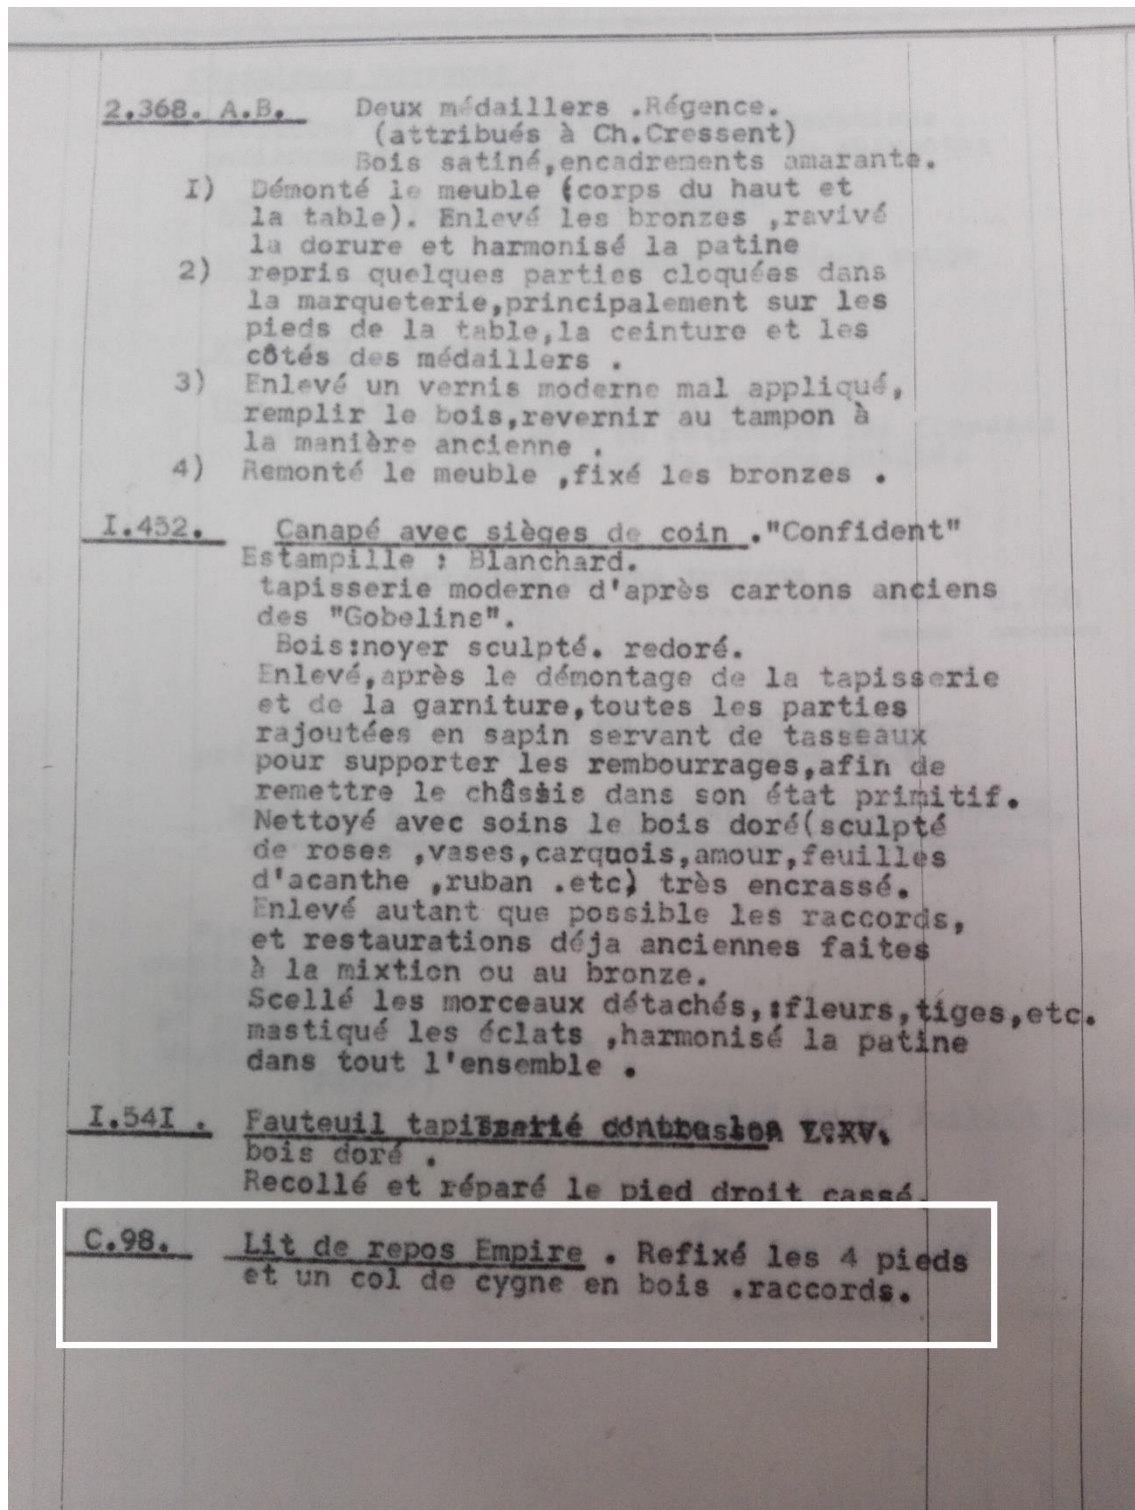 2.368. A.B. Deux médaillers .Régence.
(attribués à Ch.Cressent)
Bois satiné,encadrements amarante.
I) Démonté le meuble (corps du haut et
la table). Enlevé les bronzes ,ravivé
la dorure et harmonisé la patine
2) repris quelques parties cloquées dans
la marqueterie,principalement sur les
pieds de la table,la ceinture et les
côtés des médaillers .
3) Enlevé un vernis moderne mal appliqué,
remplir le bois,revernir au tampon à
la manière ancienne .
4) Remonté le meuble ,fixé les bronzes .
I.452. Canapé avec sièges de coin ."Confident"
Estampille : Blanchard.
tapisserie moderne d'après cartons anciens
des "Gobelins".
Bois:noyer sculpté. redoré.
Enlevé,après le démontage de la tapisserie
et de la garniture,toutes les parties
rajoutées en sapin servant de tasseaux
pour supporter les rembourrages,afin de
remettre le châssis dans son état primitif.
Nettoyé avec soins le bois doré(sculpté
de roses ,vases,carquois,amour,feuilles
d'acanthe ,ruban .etc) très encrassé.
Enlevé autant que possible les raccords,
et restaurations déja anciennes faites
à la mixtion ou au bronze.
Scellé les morceaux détachés,:fleurs,tiges,etc.
mastiqué les éclats ,harmonisé la patine
dans tout l'ensemble .
I.54I . Fauteuil
bois doré .
Recollé et réparé le pied droit cassé.
C.98. Lit de repos Empire . Refixé les 4 pieds
et un col de cygne en bois .raccords.